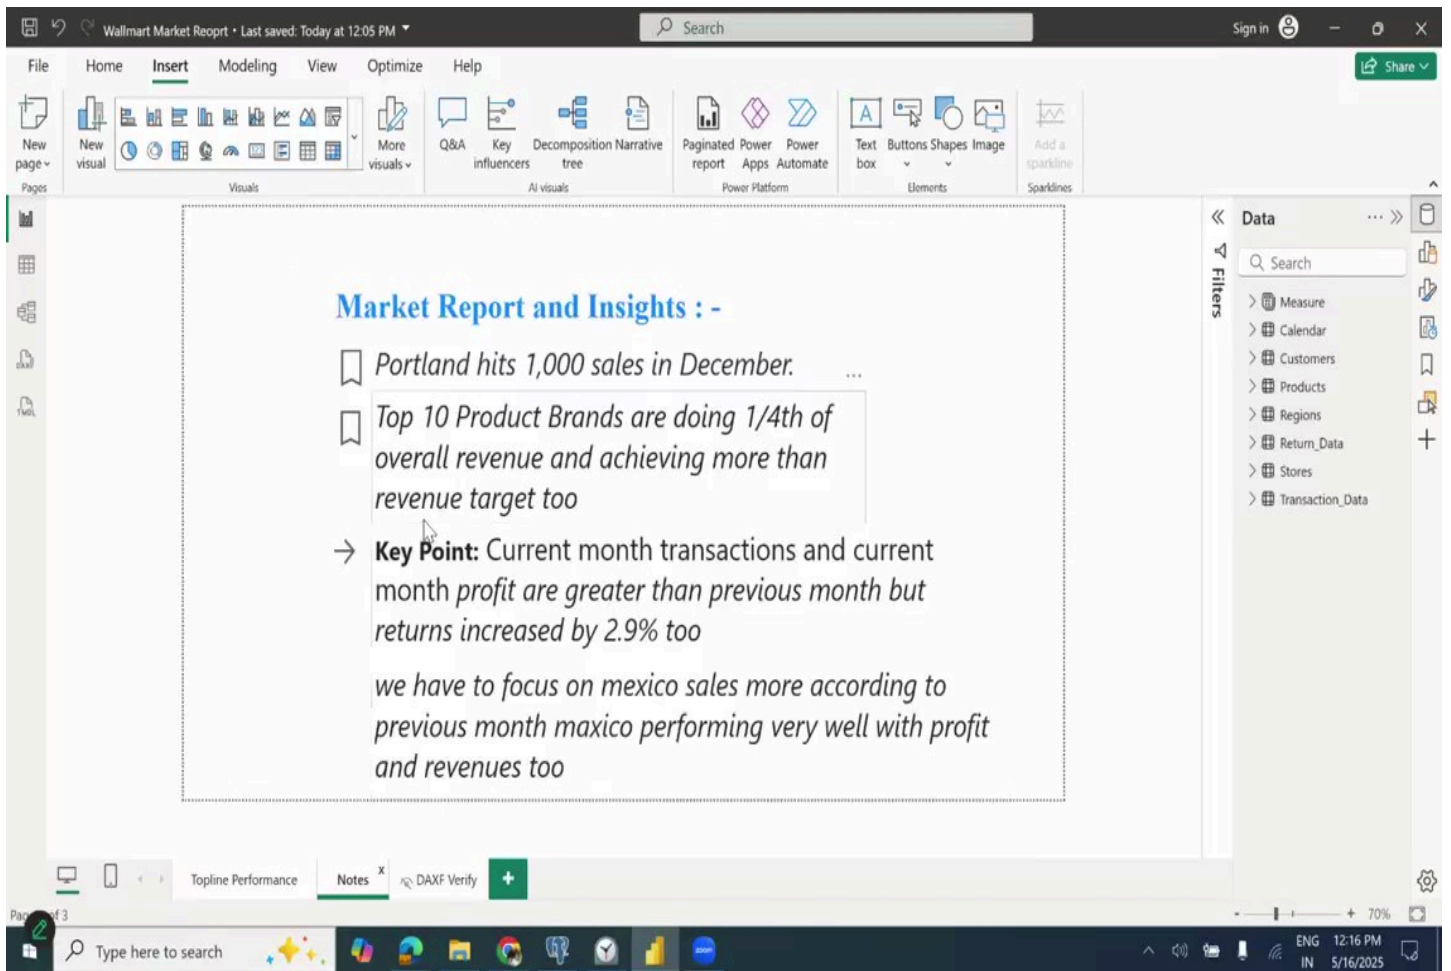 Wallmart Market Reoprt • Last saved: Today at 12:05 PM
Search
Sign in
File Home Insert Modeling View Optimize Help
Share
New page
New visual
More visuals
Q&A
Key influencers
Decomposition tree
Narrative
Paginated report
Power Apps
Power Automate
Text box
Buttons
Shapes
Image
Add a sparkline
Pages
Visuals
AI visuals
Power Platform
Elements
Sparklines
Market Report and Insights : -
Portland hits 1,000 sales in December.
...
Top 10 Product Brands are doing 1/4th of
overall revenue and achieving more than
revenue target too
Key Point: Current month transactions and current
month profit are greater than previous month but
returns increased by 2.9% too
we have to focus on mexico sales more according to
previous month maxico performing very well with profit
and revenues too
Filters
Data
Search
Measure
Calendar
Customers
Products
Regions
Return_Data
Stores
Transaction_Data
Topline Performance
Notes x
DAXF Verify
+
of 3
70%
Type here to search
zoom
ENG
IN
12:16 PM
5/16/2025